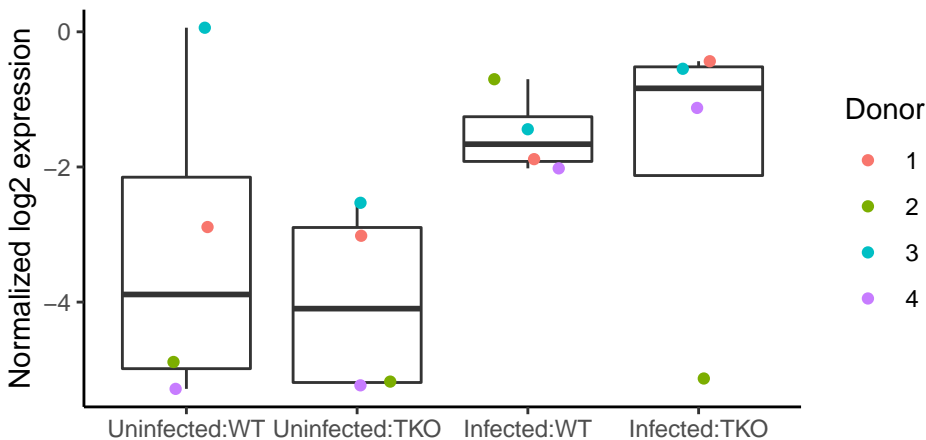 Normalized log2 expression
0
−2
−4
Uninfected:WT
Uninfected:TKO
Infected:WT
Infected:TKO
Donor
1
2
3
4